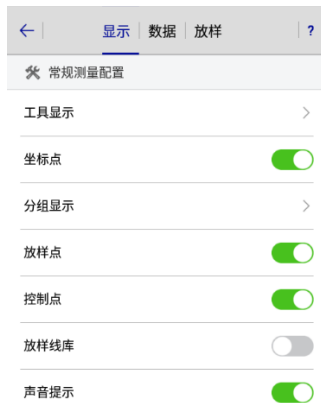 显示 数据 放样 ?
常规测量配置
工具显示
坐标点
分组显示
放样点
控制点
放样线库
声音提示